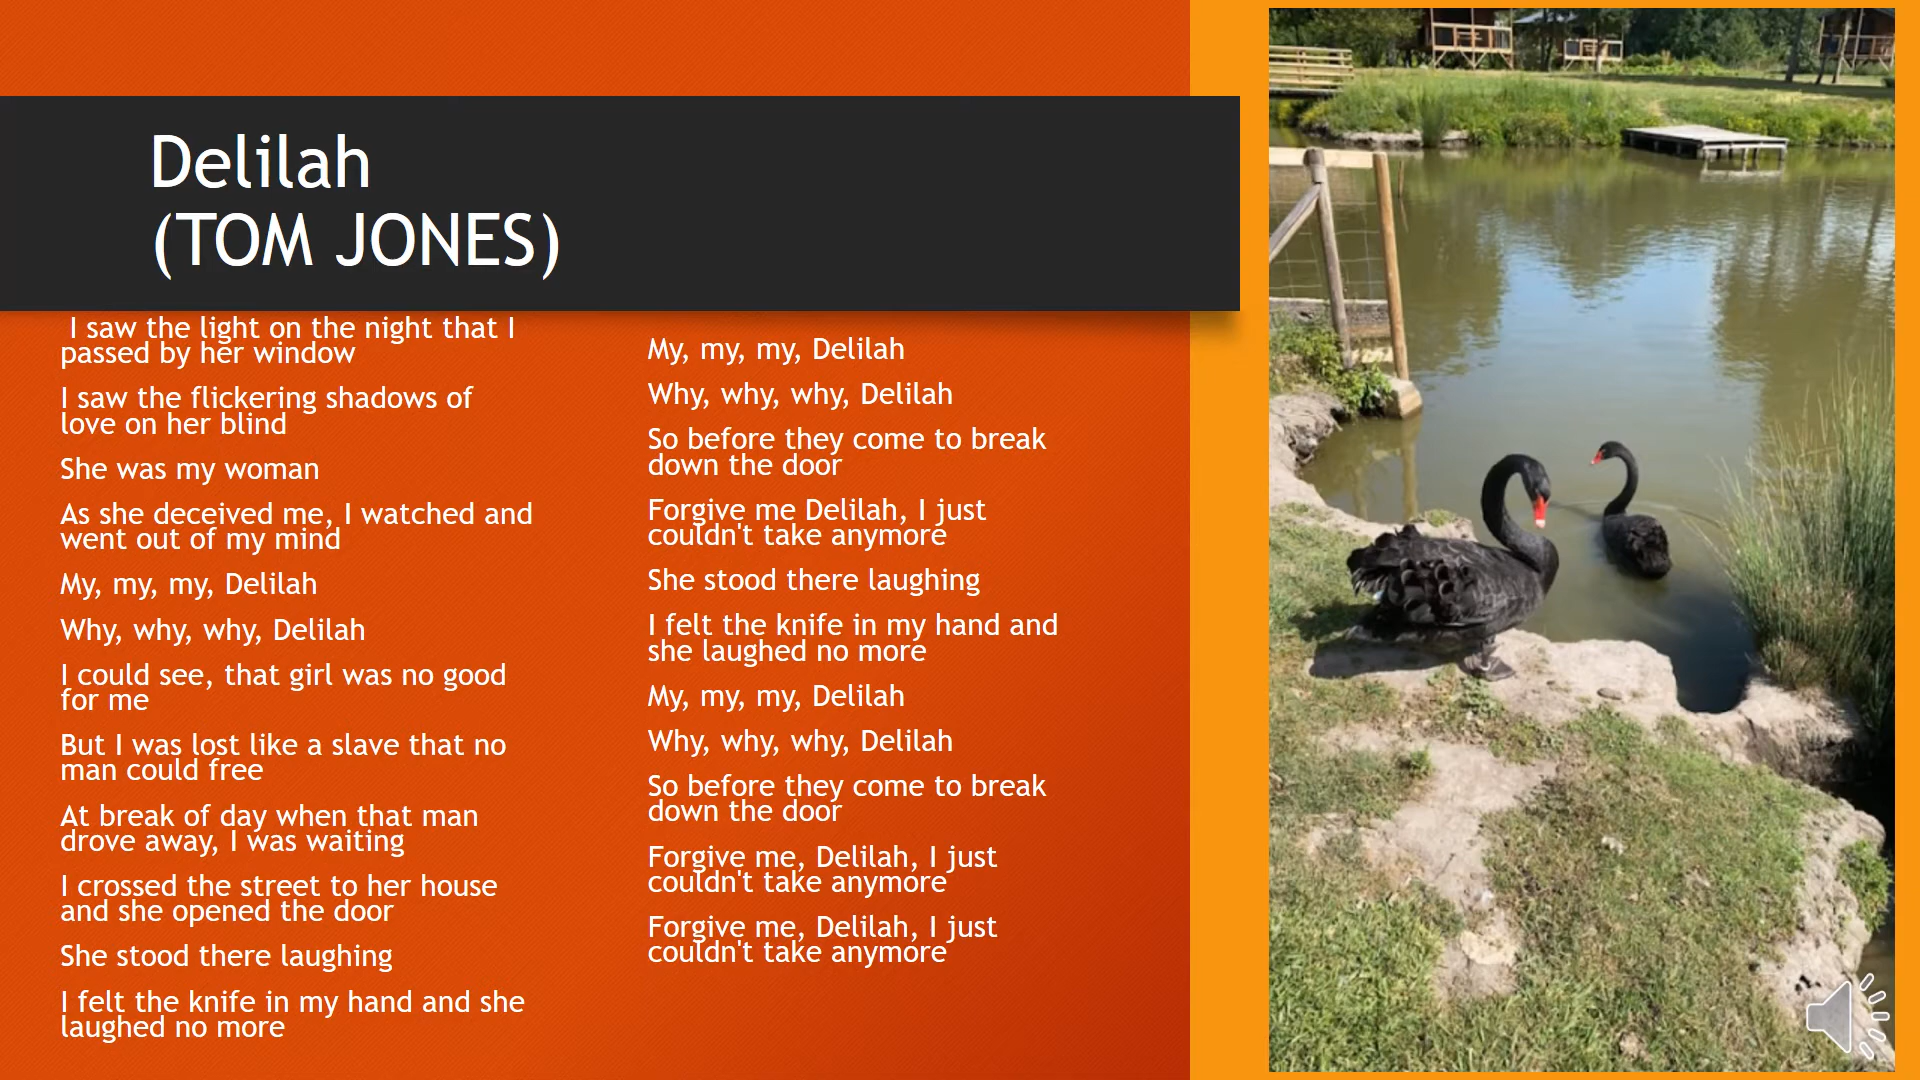 Delilah
(TOM JONES)
I saw the light on the night that I
passed by her window
I saw the flickering shadows of
love on her blind
She was my woman
As she deceived me, I watched and
went out of my mind
My, my, my, Delilah
Why, why, why, Delilah
I could see, that girl was no good
for me
But I was lost like a slave that no
man could free
At break of day when that man
drove away, I was waiting
I crossed the street to her house
and she opened the door
She stood there laughing
I felt the knife in my hand and she
laughed no more
My, my, my, Delilah
Why, why, why, Delilah
So before they come to break
down the door
Forgive me Delilah, I just
couldn't take anymore
She stood there laughing
I felt the knife in my hand and
she laughed no more
My, my, my, Delilah
Why, why, why, Delilah
So before they come to break
down the door
Forgive me, Delilah, I just
couldn't take anymore
Forgive me, Delilah, I just
couldn't take anymore